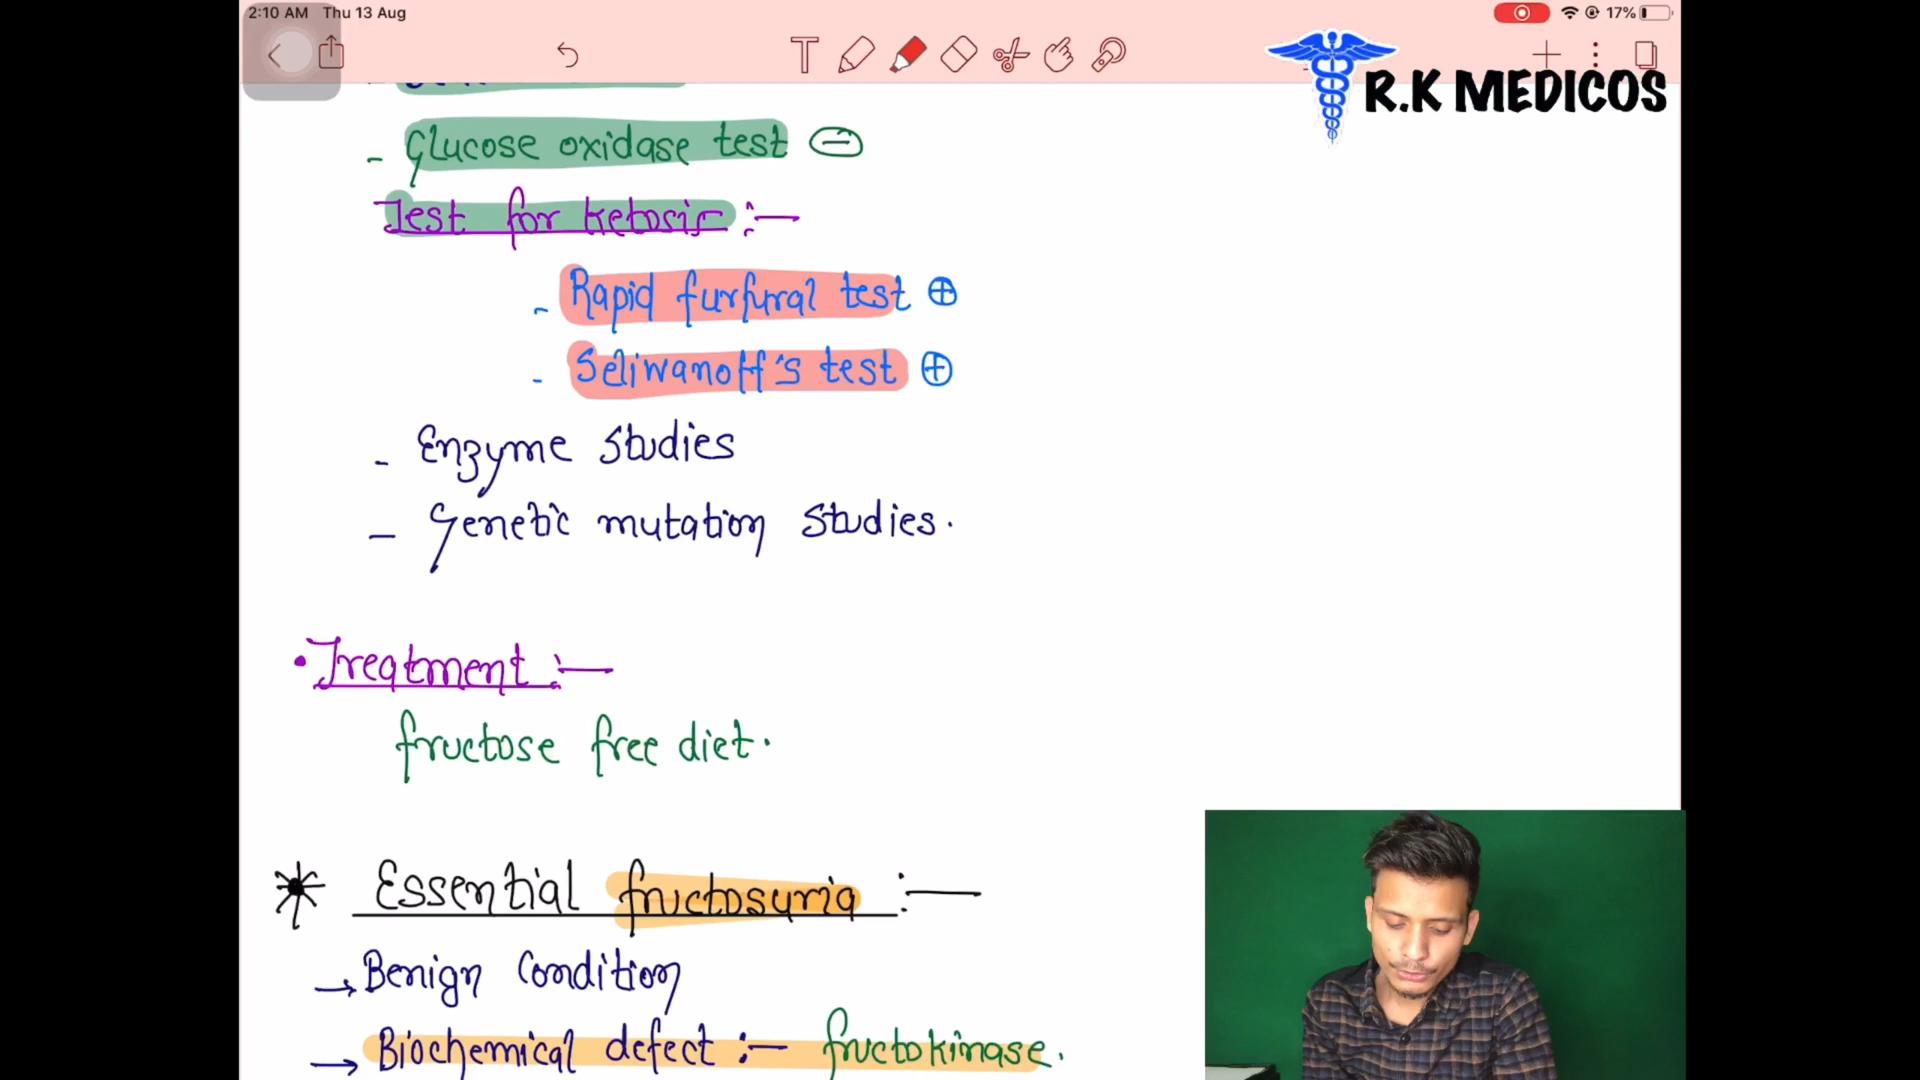 2:10 AM Thu 13 Aug
17%
T
R.K MEDICOS
- Glucose oxidase test ⊖
Test for ketosis :—
- Rapid furfural test ⊕
- Seliwanoff's test ⊕
- Enzyme studies
- Genetic mutation studies.
• Treatment :—
fructose free diet.
* Essential fructosuria :—
→ Benign Condition
→ Biochemical defect :— fructokinase.